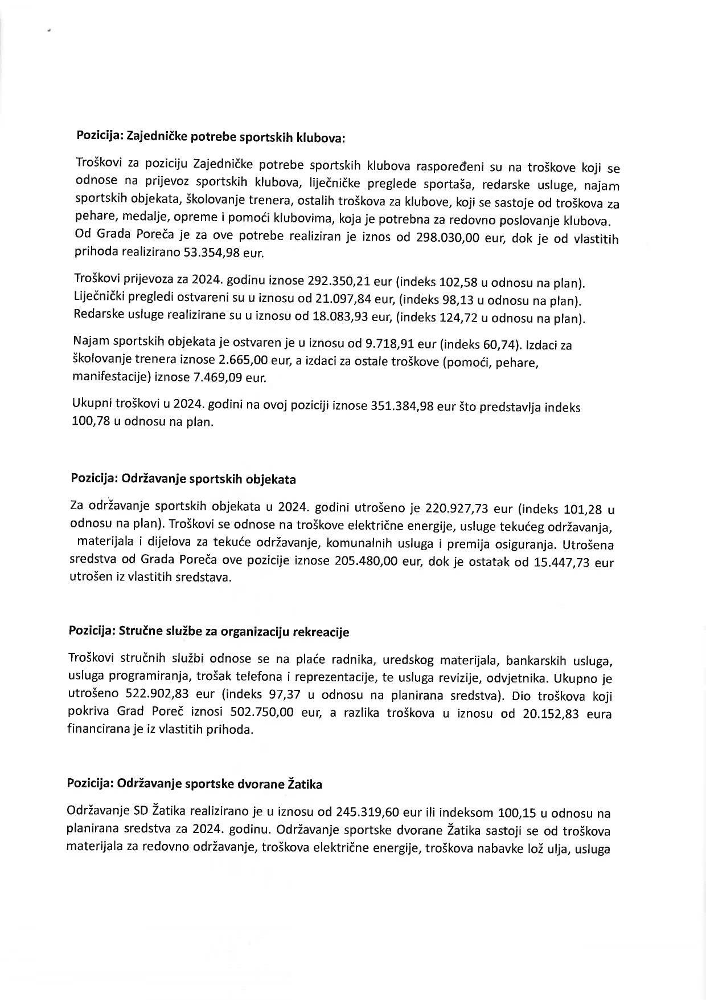 Pozicija: Zajedničke potrebe sportskih klubova:
Troškovi za poziciju Zajedničke potrebe sportskih klubova raspoređeni su na troškove koji se
odnose na prijevoz sportskih klubova, liječničke preglede sportaša, redarske usluge, najam
sportskih objekata, školovanje trenera, ostalih troškova za klubove, koji se sastoje od troškova za
pehare, medalje, opreme i pomoći klubovima, koja je potrebna za redovno poslovanje klubova.
Od Grada Poreča je za ove potrebe realiziran je iznos od 298.030,00 eur, dok je od vlastitih
prihoda realizirano 53.354,98 eur.
Troškovi prijevoza za 2024. godinu iznose 292.350,21 eur (indeks 102,58 u odnosu na plan).
Liječnički pregledi ostvareni su u iznosu od 21.097,84 eur, (indeks 98,13 u odnosu na plan).
Redarske usluge realizirane su u iznosu od 18.083,93 eur, (indeks 124,72 u odnosu na plan).
Najam sportskih objekata je ostvaren je u iznosu od 9.718,91 eur (indeks 60,74). Izdaci za
školovanje trenera iznose 2.665,00 eur, a izdaci za ostale troškove (pomoći, pehare,
manifestacije) iznose 7.469,09 eur.
Ukupni troškovi u 2024. godini na ovoj poziciji iznose 351.384,98 eur što predstavlja indeks
100,78 u odnosu na plan.
Pozicija: Održavanje sportskih objekata
Za održavanje sportskih objekata u 2024. godini utrošeno je 220.927,73 eur (indeks 101,28 u
odnosu na plan). Troškovi se odnose na troškove električne energije, usluge tekućeg održavanja,
materijala i dijelova za tekuće održavanje, komunalnih usluga i premija osiguranja. Utrošena
sredstva od Grada Poreča ove pozicije iznose 205.480,00 eur, dok je ostatak od 15.447,73 eur
utrošen iz vlastitih sredstava.
Pozicija: Stručne službe za organizaciju rekreacije
Troškovi stručnih službi odnose se na plaće radnika, uredskog materijala, bankarskih usluga,
usluga programiranja, trošak telefona i reprezentacije, te usluga revizije, odvjetnika. Ukupno je
utrošeno 522.902,83 eur (indeks 97,37 u odnosu na planirana sredstva). Dio troškova koji
pokriva Grad Poreč iznosi 502.750,00 eur, a razlika troškova u iznosu od 20.152,83 eura
financirana je iz vlastitih prihoda.
Pozicija: Održavanje sportske dvorane Žatika
Održavanje SD Žatika realizirano je u iznosu od 245.319,60 eur ili indeksom 100,15 u odnosu na
planirana sredstva za 2024. godinu. Održavanje sportske dvorane Žatika sastoji se od troškova
materijala za redovno održavanje, troškova električne energije, troškova nabavke lož ulja, usluga